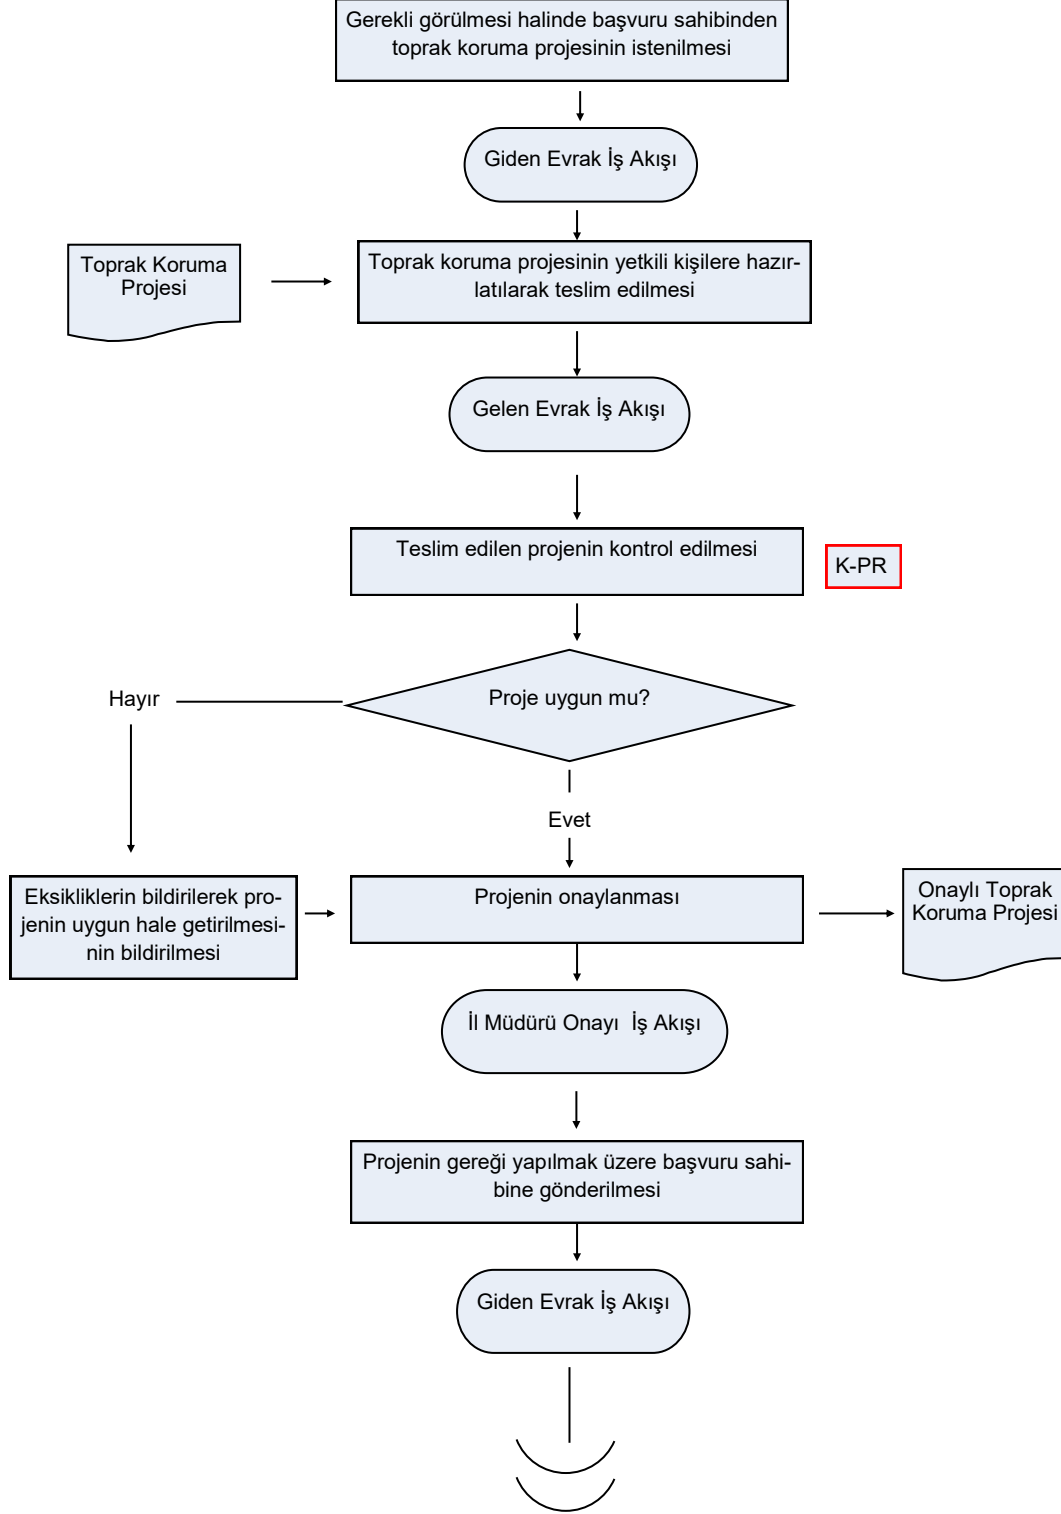 Gerekli görülmesi halinde başvuru sahibinden
toprak koruma projesinin istenilmesi
Giden Evrak İş Akışı
Toprak Koruma
Projesi
Toprak koruma projesinin yetkili kişilere hazır-
latılarak teslim edilmesi
Gelen Evrak İş Akışı
Teslim edilen projenin kontrol edilmesi
K-PR
Hayır
Proje uygun mu?
Evet
Eksikliklerin bildirilerek pro-
jenin uygun hale getirilmesi-
nin bildirilmesi
Projenin onaylanması
Onaylı Toprak
Koruma Projesi
İl Müdürü Onayı  İş Akışı
Projenin gereği yapılmak üzere başvuru sahi-
bine gönderilmesi
Giden Evrak İş Akışı